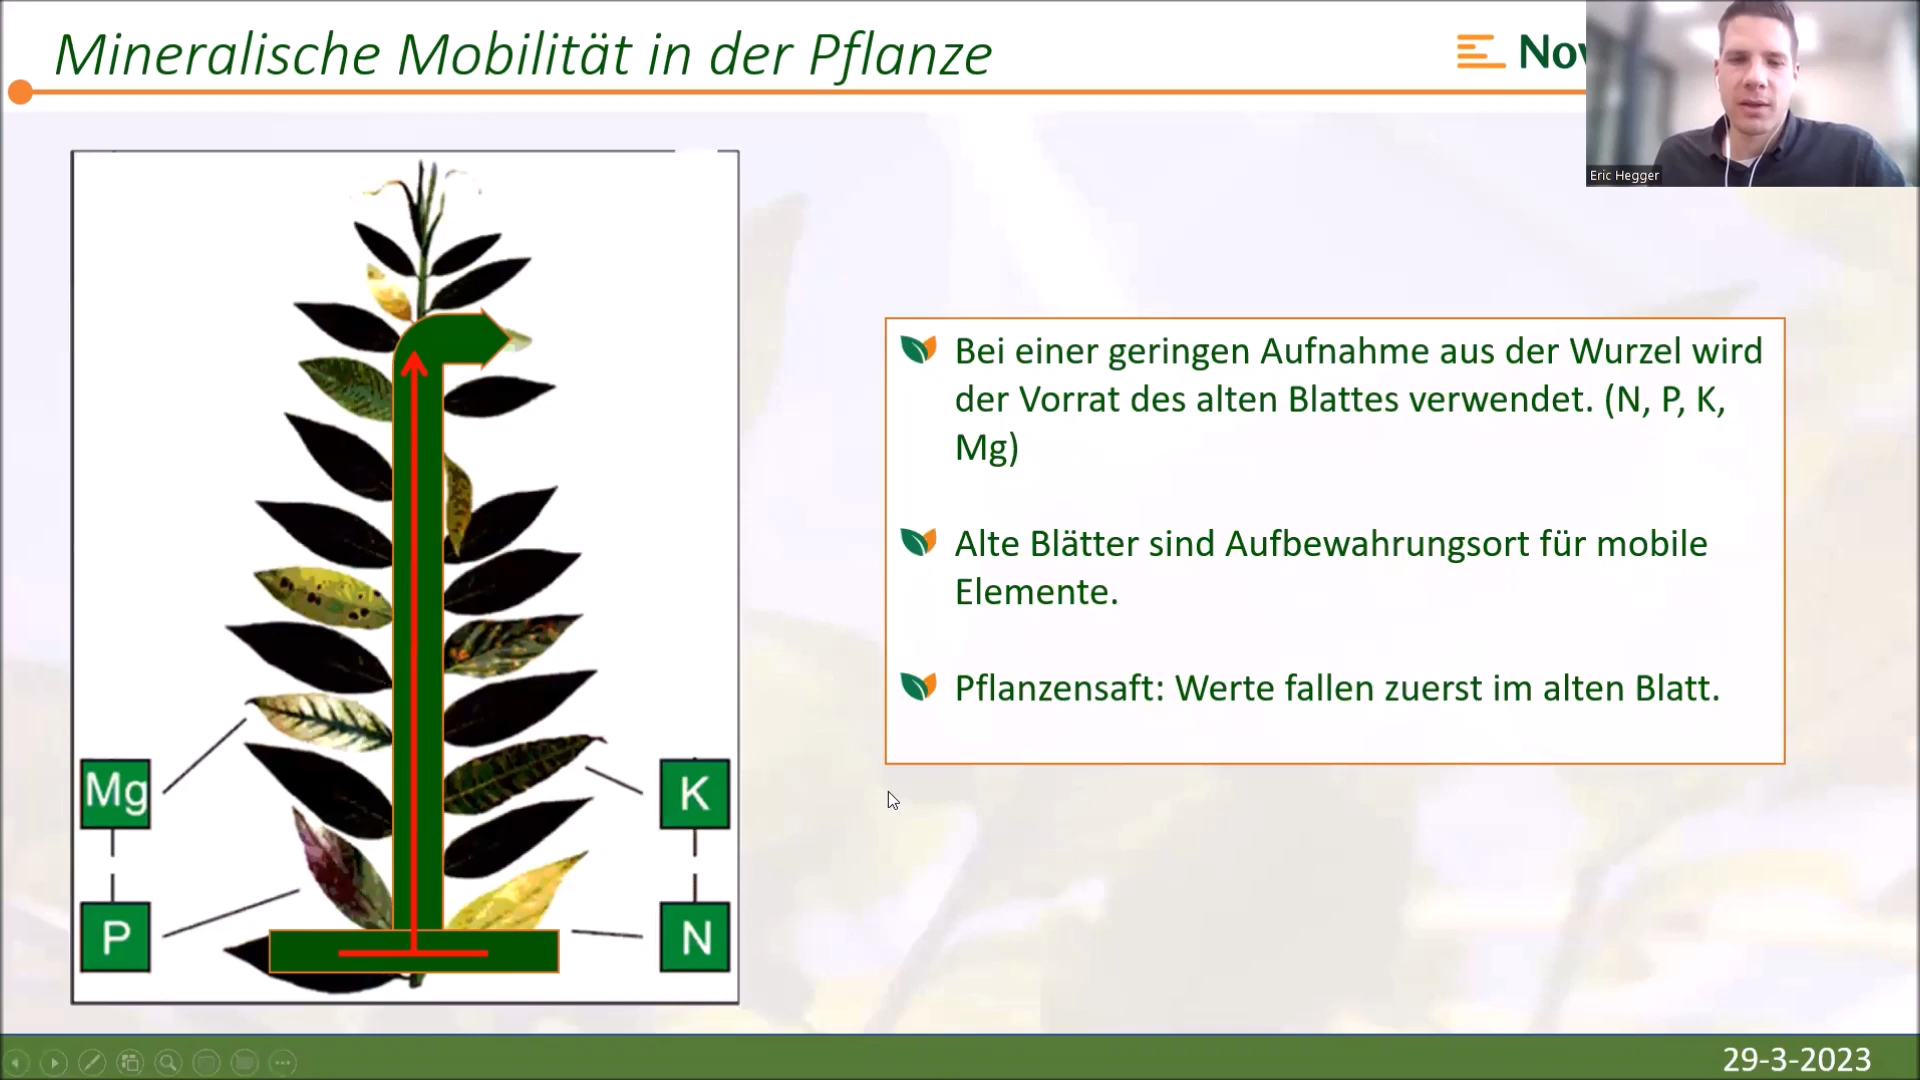 Mineralische Mobilität in der Pflanze
Nov
Eric Hegger
Bei einer geringen Aufnahme aus der Wurzel wird
der Vorrat des alten Blattes verwendet. (N, P, K,
Mg)
Alte Blätter sind Aufbewahrungsort für mobile
Elemente.
Pflanzensaft: Werte fallen zuerst im alten Blatt.
Mg
K
P
N
29-3-2023